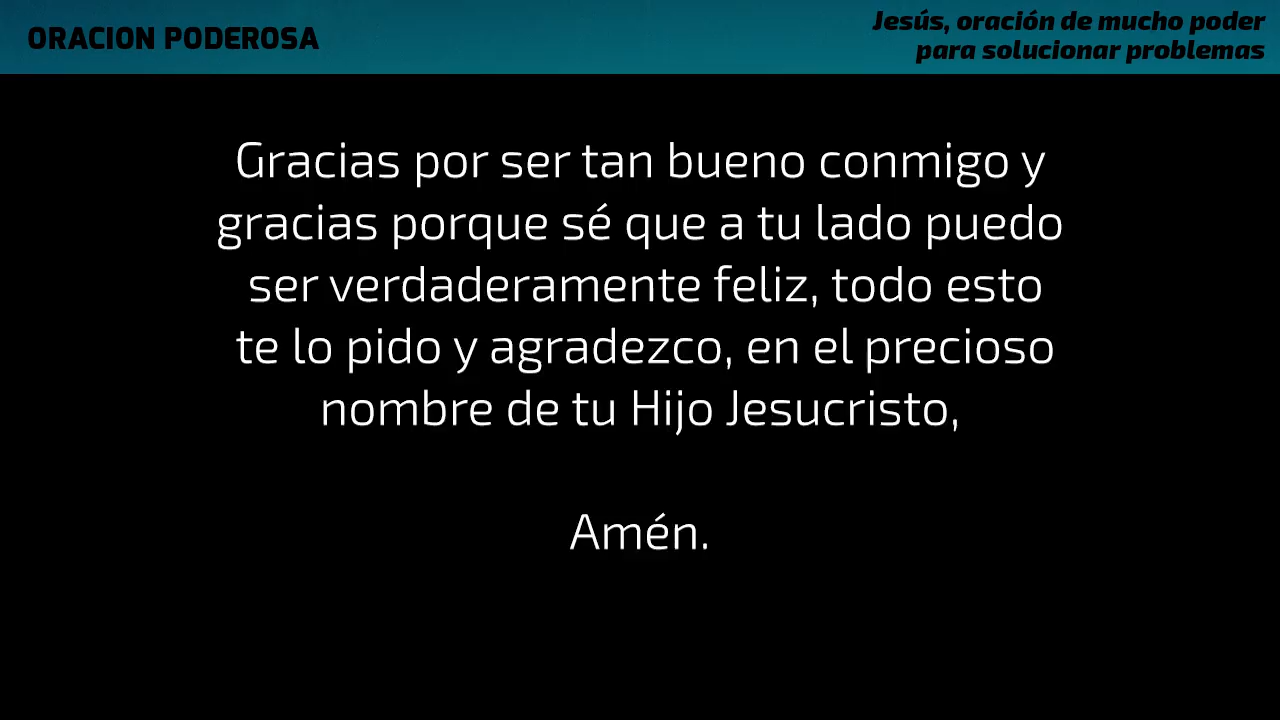 ORACION PODEROSA
Jesús, oración de mucho poder
para solucionar problemas
Gracias por ser tan bueno conmigo y
gracias porque sé que a tu lado puedo
ser verdaderamente feliz, todo esto
te lo pido y agradezco, en el precioso
nombre de tu Hijo Jesucristo,
Amén.